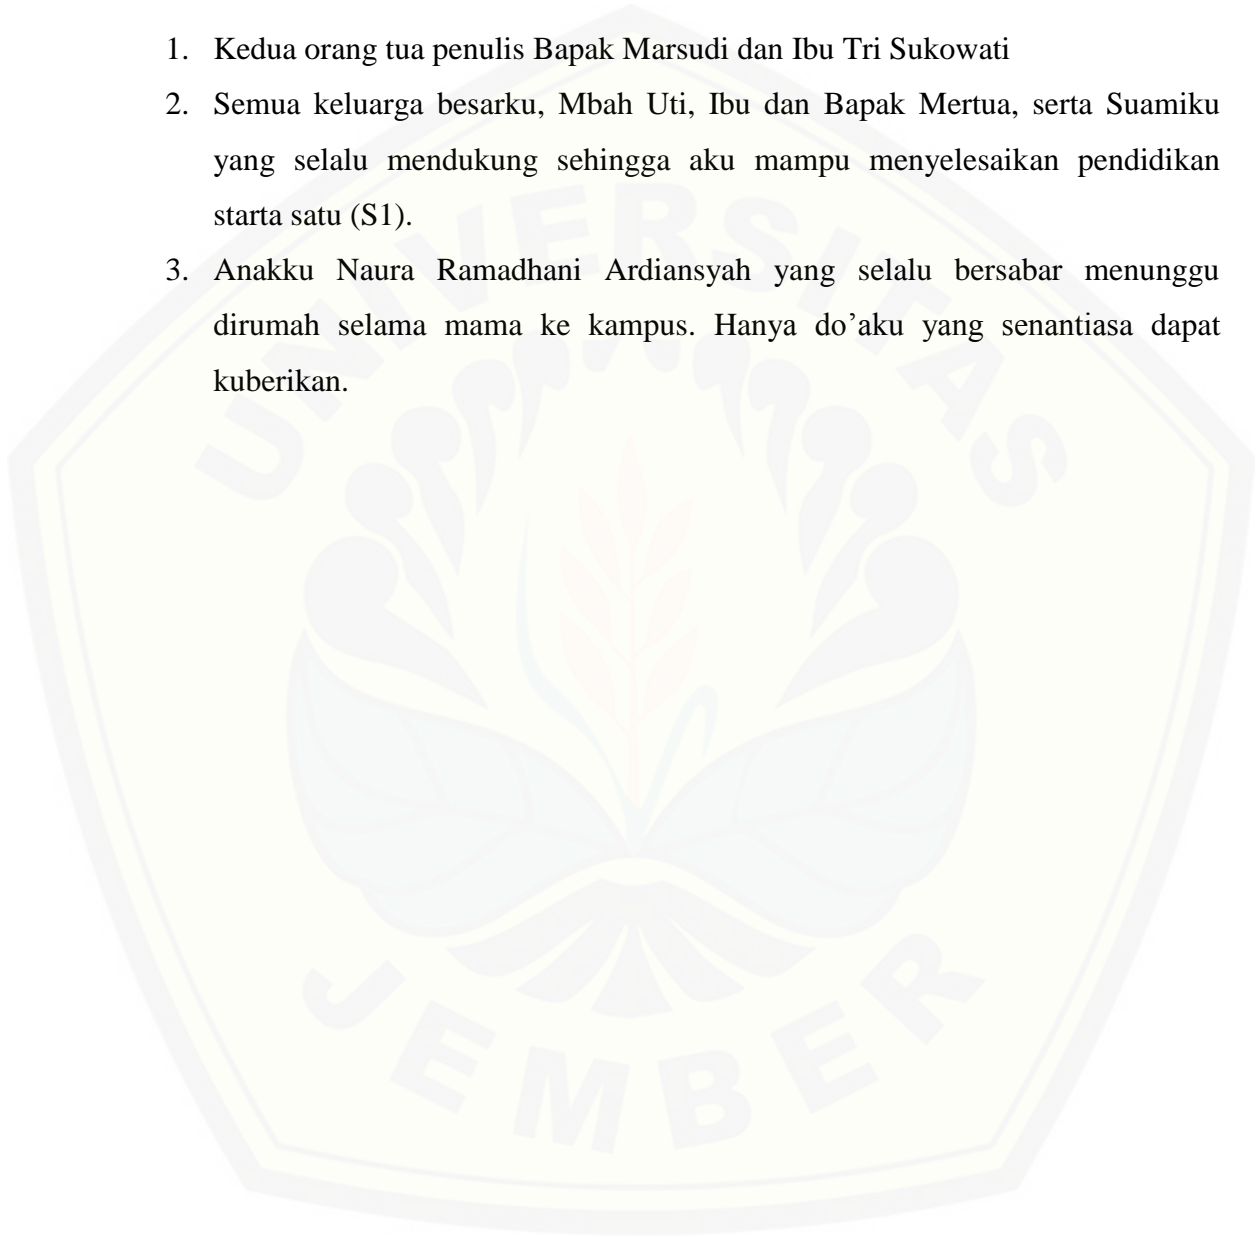 1. Kedua orang tua penulis Bapak Marsudi dan Ibu Tri Sukowati
2. Semua keluarga besarku, Mbah Uti, Ibu dan Bapak Mertua, serta Suamiku
yang selalu mendukung sehingga aku mampu menyelesaikan pendidikan
starta satu (S1).
3. Anakku Naura Ramadhani Ardiansyah yang selalu bersabar menunggu
dirumah selama mama ke kampus. Hanya do’aku yang senantiasa dapat
kuberikan.
UNIVERSITAS
JEMBER